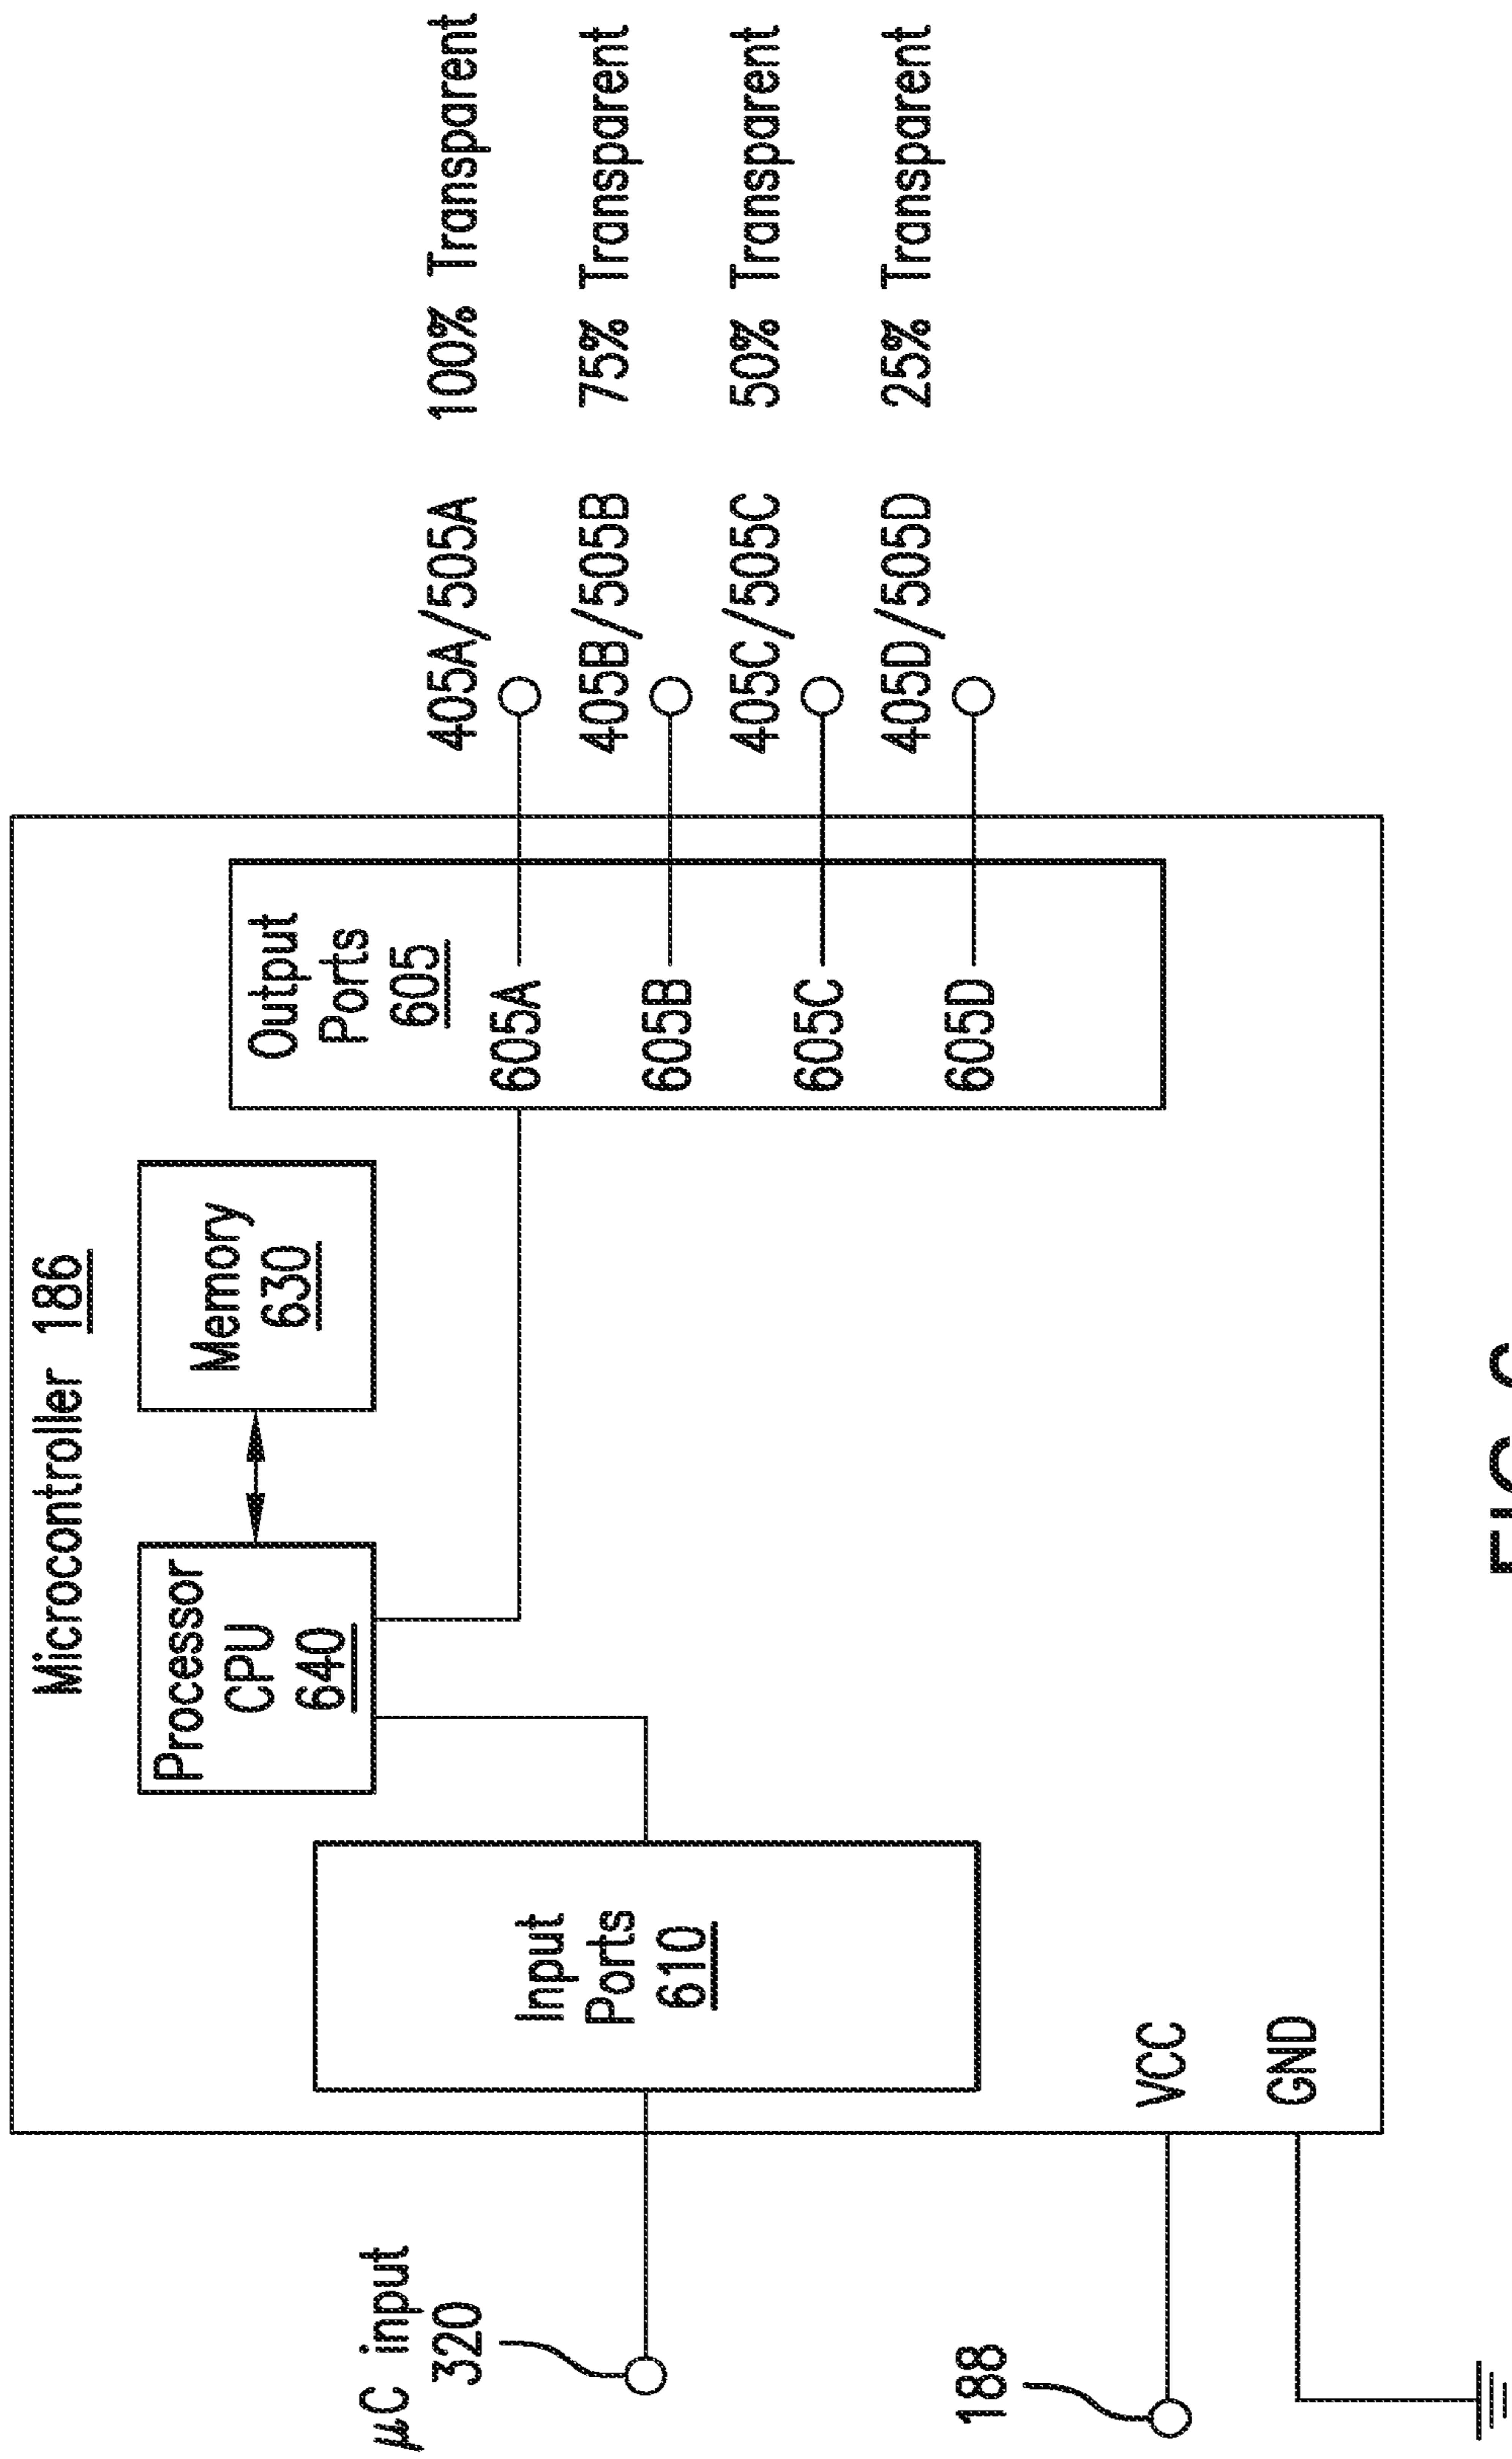 Microcontroller 186
µC input
320
Input
Ports
610
Processor
CPU
640
Memory
630
Output
Ports
605
605A
605B
605C
605D
405A/505A 100% Transparent
405B/505B 75% Transparent
405C/505C 50% Transparent
405D/505D 25% Transparent
188
VCC
GND